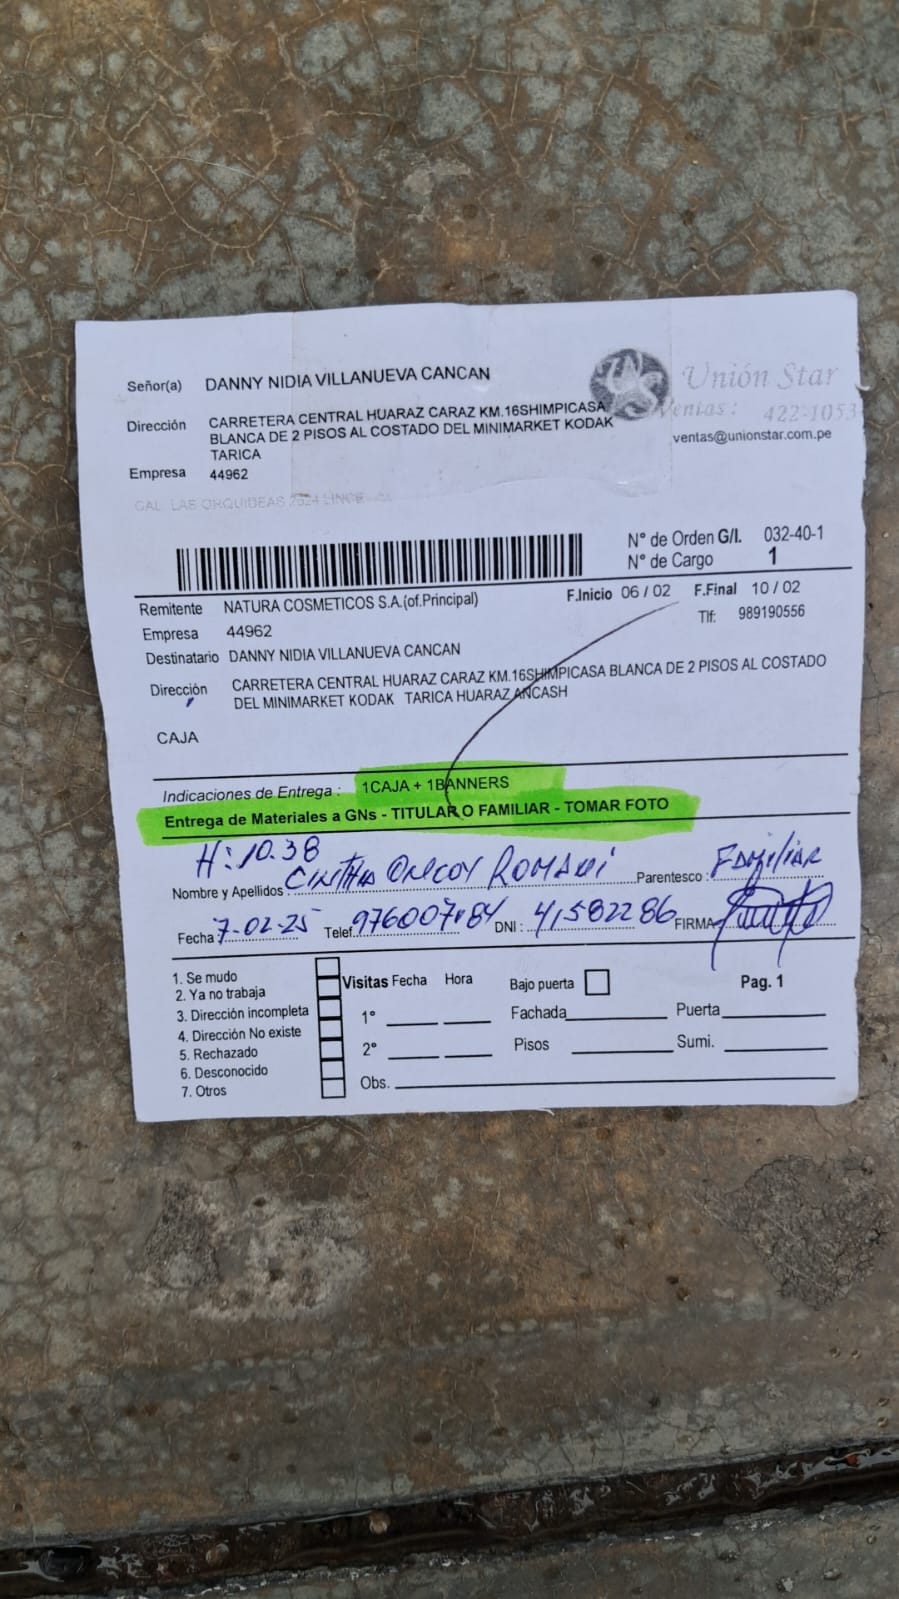 Señor(a) DANNY NIDIA VILLANUEVA CANCAN
Unión Star
Dirección CARRETERA CENTRAL HUARAZ CARAZ KM.16SHIMPICASA
BLANCA DE 2 PISOS AL COSTADO DEL MINIMARKET KODAK
TARICA
Ventas: 422-1053
ventas@unionstar.com.pe
Empresa 44962
CAL. LAS ORQUIDEAS 2624 LINCE
N° de Orden G/I. 032-40-1
N° de Cargo 1
Remitente NATURA COSMETICOS S.A.(of.Principal)
F.Inicio 06 / 02 F.Final 10 / 02
Empresa 44962
Tlf: 989190556
Destinatario DANNY NIDIA VILLANUEVA CANCAN
Dirección CARRETERA CENTRAL HUARAZ CARAZ KM.16SHIMPICASA BLANCA DE 2 PISOS AL COSTADO
DEL MINIMARKET KODAK TARICA HUARAZ ANCASH
CAJA
Indicaciones de Entrega : 1CAJA + 1BANNERS
Entrega de Materiales a GNs - TITULAR O FAMILIAR - TOMAR FOTO
H: 10.38
Nombre y Apellidos : ROMANI Parentesco : FAMiliAR
Fecha 7-02-25 Telef. DNI : 41582286 FIRMA
1. Se mudo
2. Ya no trabaja
3. Dirección incompleta
4. Dirección No existe
5. Rechazado
6. Desconocido
7. Otros
Visitas Fecha Hora Bajo puerta Pag. 1
1° Fachada Puerta
2° Pisos Sumi.
Obs.